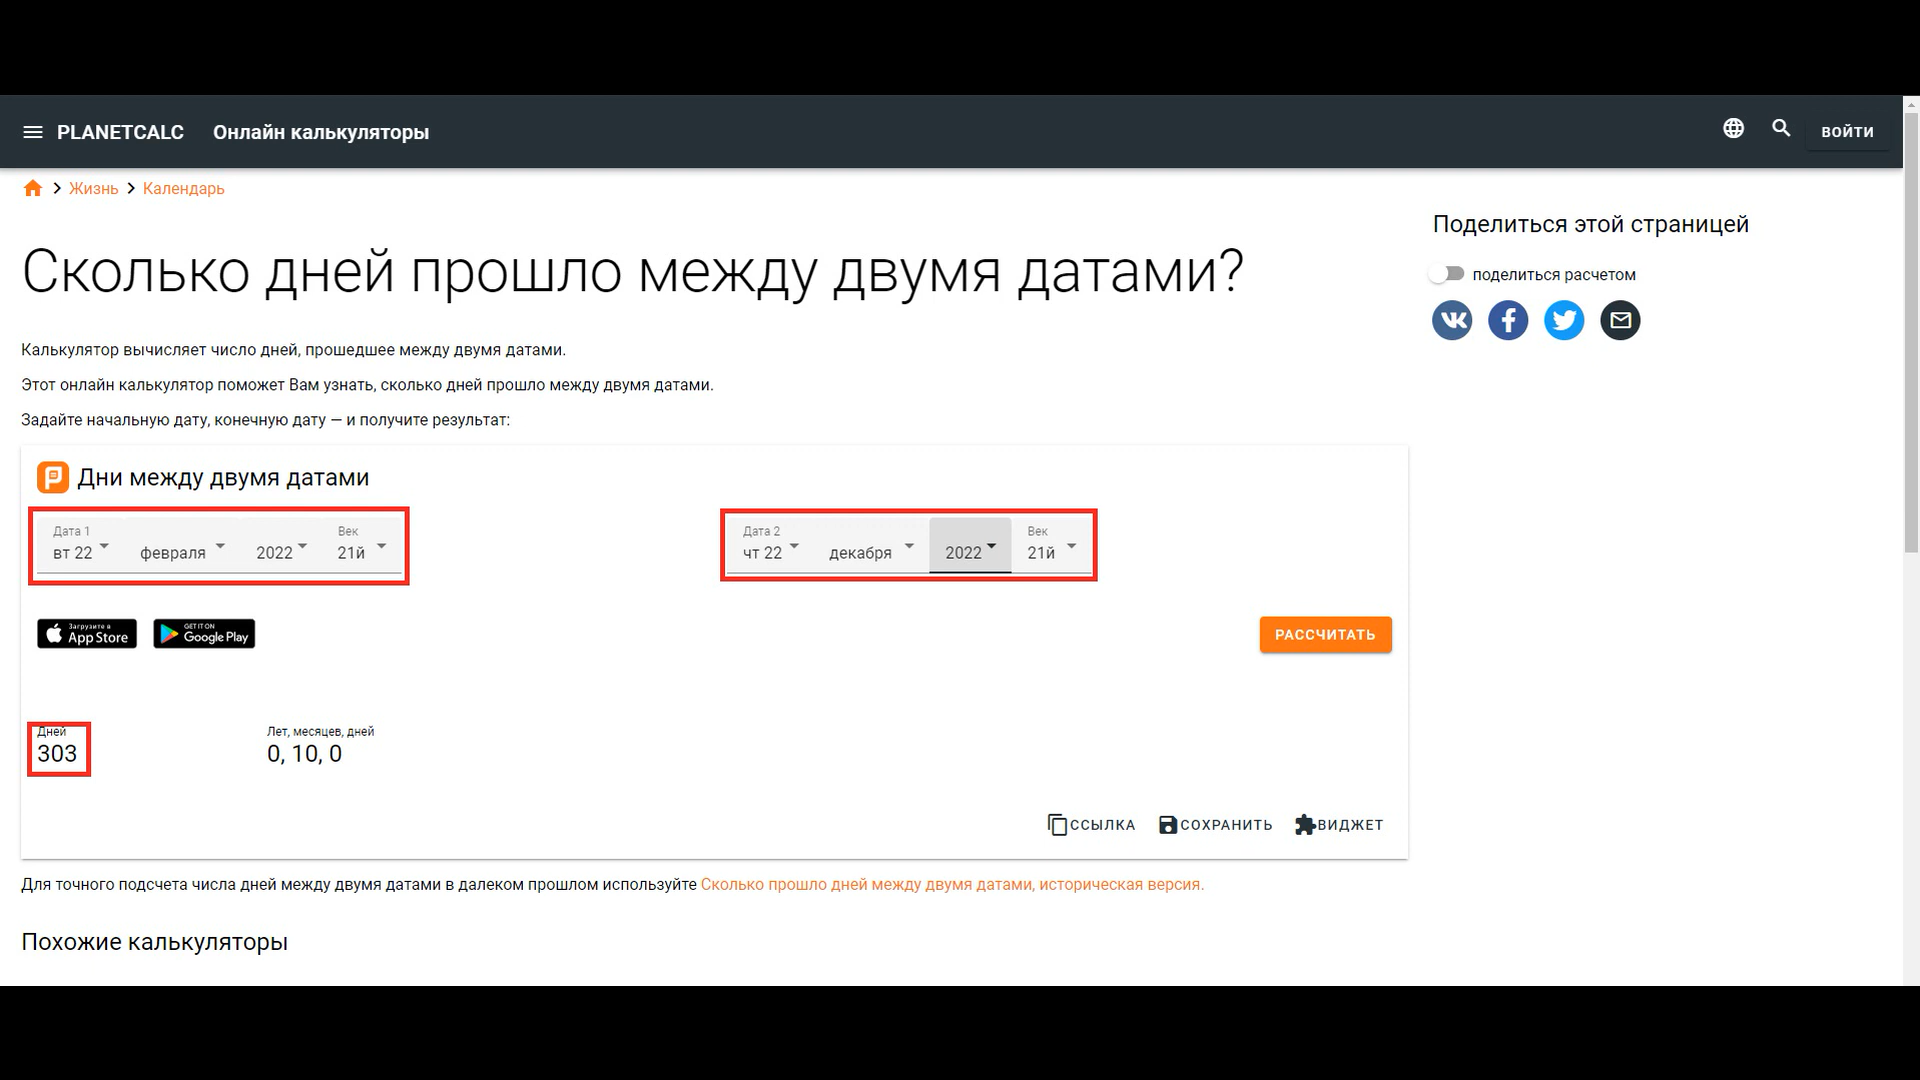 PLANETCALC Онлайн калькуляторы
ВОЙТИ
Жизнь Календарь
Поделиться этой страницей
поделиться расчетом
Сколько дней прошло между двумя датами?
Калькулятор вычисляет число дней, прошедшее между двумя датами.
Этот онлайн калькулятор поможет Вам узнать, сколько дней прошло между двумя датами.
Задайте начальную дату, конечную дату — и получите результат:
Дни между двумя датами
Дата 1 Век
вт 22 февраля 2022 21й
Дата 2 Век
чт 22 декабря 2022 21й
Загрузите в
App Store
GET IT ON
Google Play
РАССЧИТАТЬ
Дней
303
Лет, месяцев, дней
0, 10, 0
ССЫЛКА СОХРАНИТЬ ВИДЖЕТ
Для точного подсчета числа дней между двумя датами в далеком прошлом используйте Сколько прошло дней между двумя датами, историческая версия.
Похожие калькуляторы